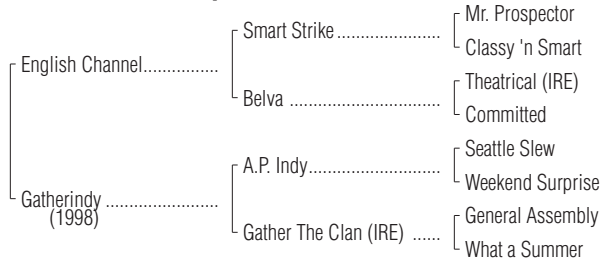 Mr. Prospector
Smart Strike ....................
Classy 'n Smart
English Channel...............
Theatrical (IRE)
Belva .............................
Committed
Seattle Slew
A.P. Indy.........................
Weekend Surprise
Gatherindy ......................
(1998)
General Assembly
Gather The Clan (IRE) ......
What a Summer